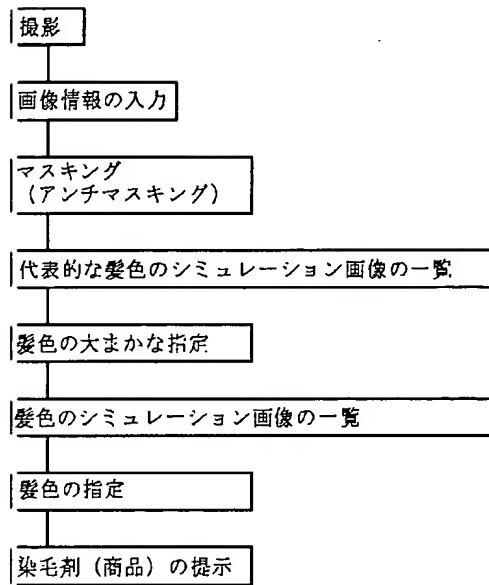 撮影
画像情報の入力
マスキング
（アンチマスキング）
代表的な髪色のシミュレーション画像の一覧
髪色の大まかな指定
髪色のシミュレーション画像の一覧
髪色の指定
染毛剤（商品）の提示